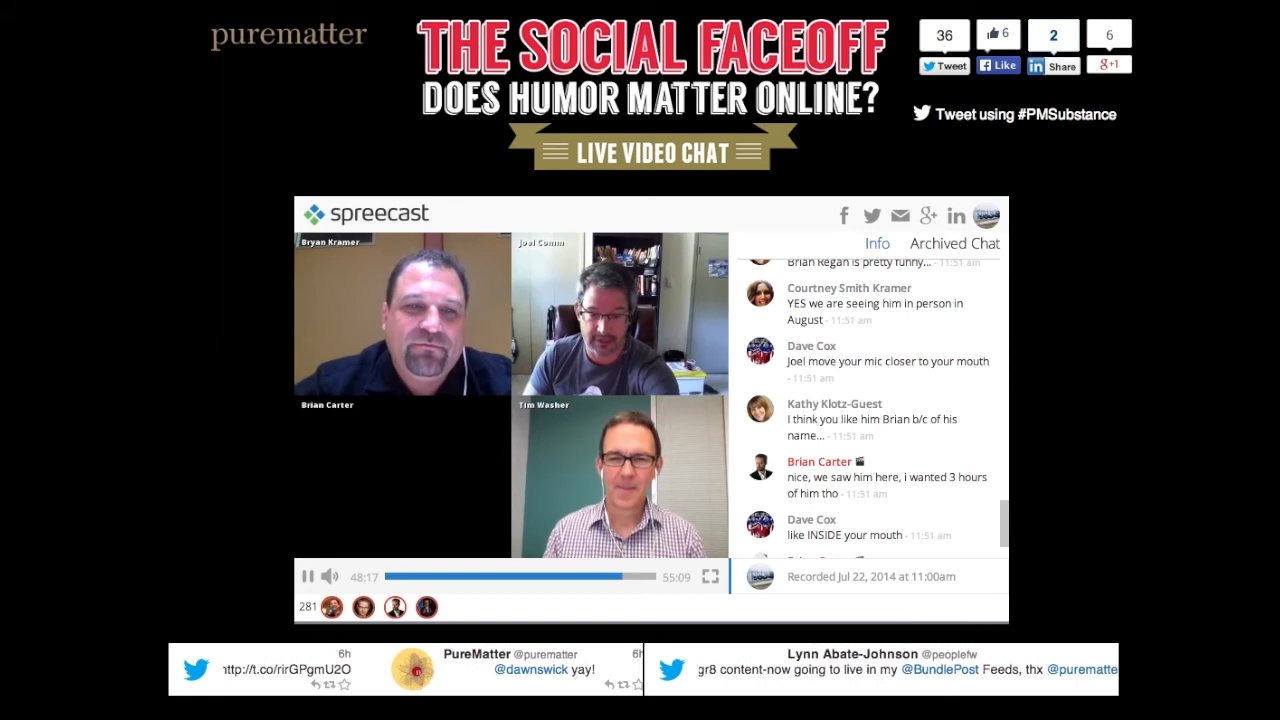 purematter
THE SOCIAL FACEOFF
DOES HUMOR MATTER ONLINE?
LIVE VIDEO CHAT
36
6
2
6
Tweet
Like
Share
g+1
Tweet using #PMSubstance
spreecast
f
g+
in
Info
Archived Chat
Bryan Kramer
Joel Comm
Brian Carter
Tim Washer
Brian Regan is pretty funny... - 11:51 am
Courtney Smith Kramer
YES we are seeing him in person in
August - 11:51 am
Dave Cox
Joel move your mic closer to your mouth
- 11:51 am
Kathy Klotz-Guest
I think you like him Brian b/c of his
name... - 11:51 am
Brian Carter
nice, we saw him here, i wanted 3 hours
of him tho - 11:51 am
Dave Cox
like INSIDE your mouth - 11:51 am
48:17
55:09
Recorded Jul 22, 2014 at 11:00am
281
6h
http://t.co/rirGPgmU2O
PureMatter @purematter
6h
@dawnswick yay!
Lynn Abate-Johnson @peoplefw
gr8 content-now going to live in my @BundlePost Feeds, thx @purematte